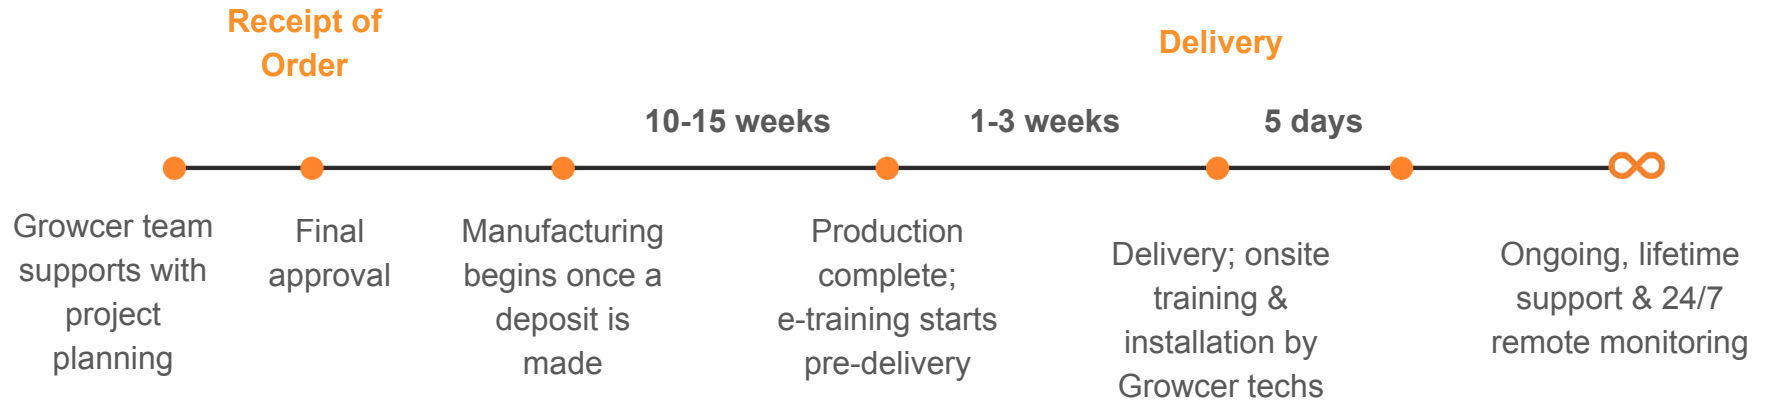 Receipt of
Order
Delivery
10-15 weeks
1-3 weeks
5 days
Growcer team
supports with
project
planning
Final
approval
Manufacturing
begins once a
deposit is
made
Production
complete;
e-training starts
pre-delivery
Delivery; onsite
training &
installation by
Growcer techs
Ongoing, lifetime
support & 24/7
remote monitoring